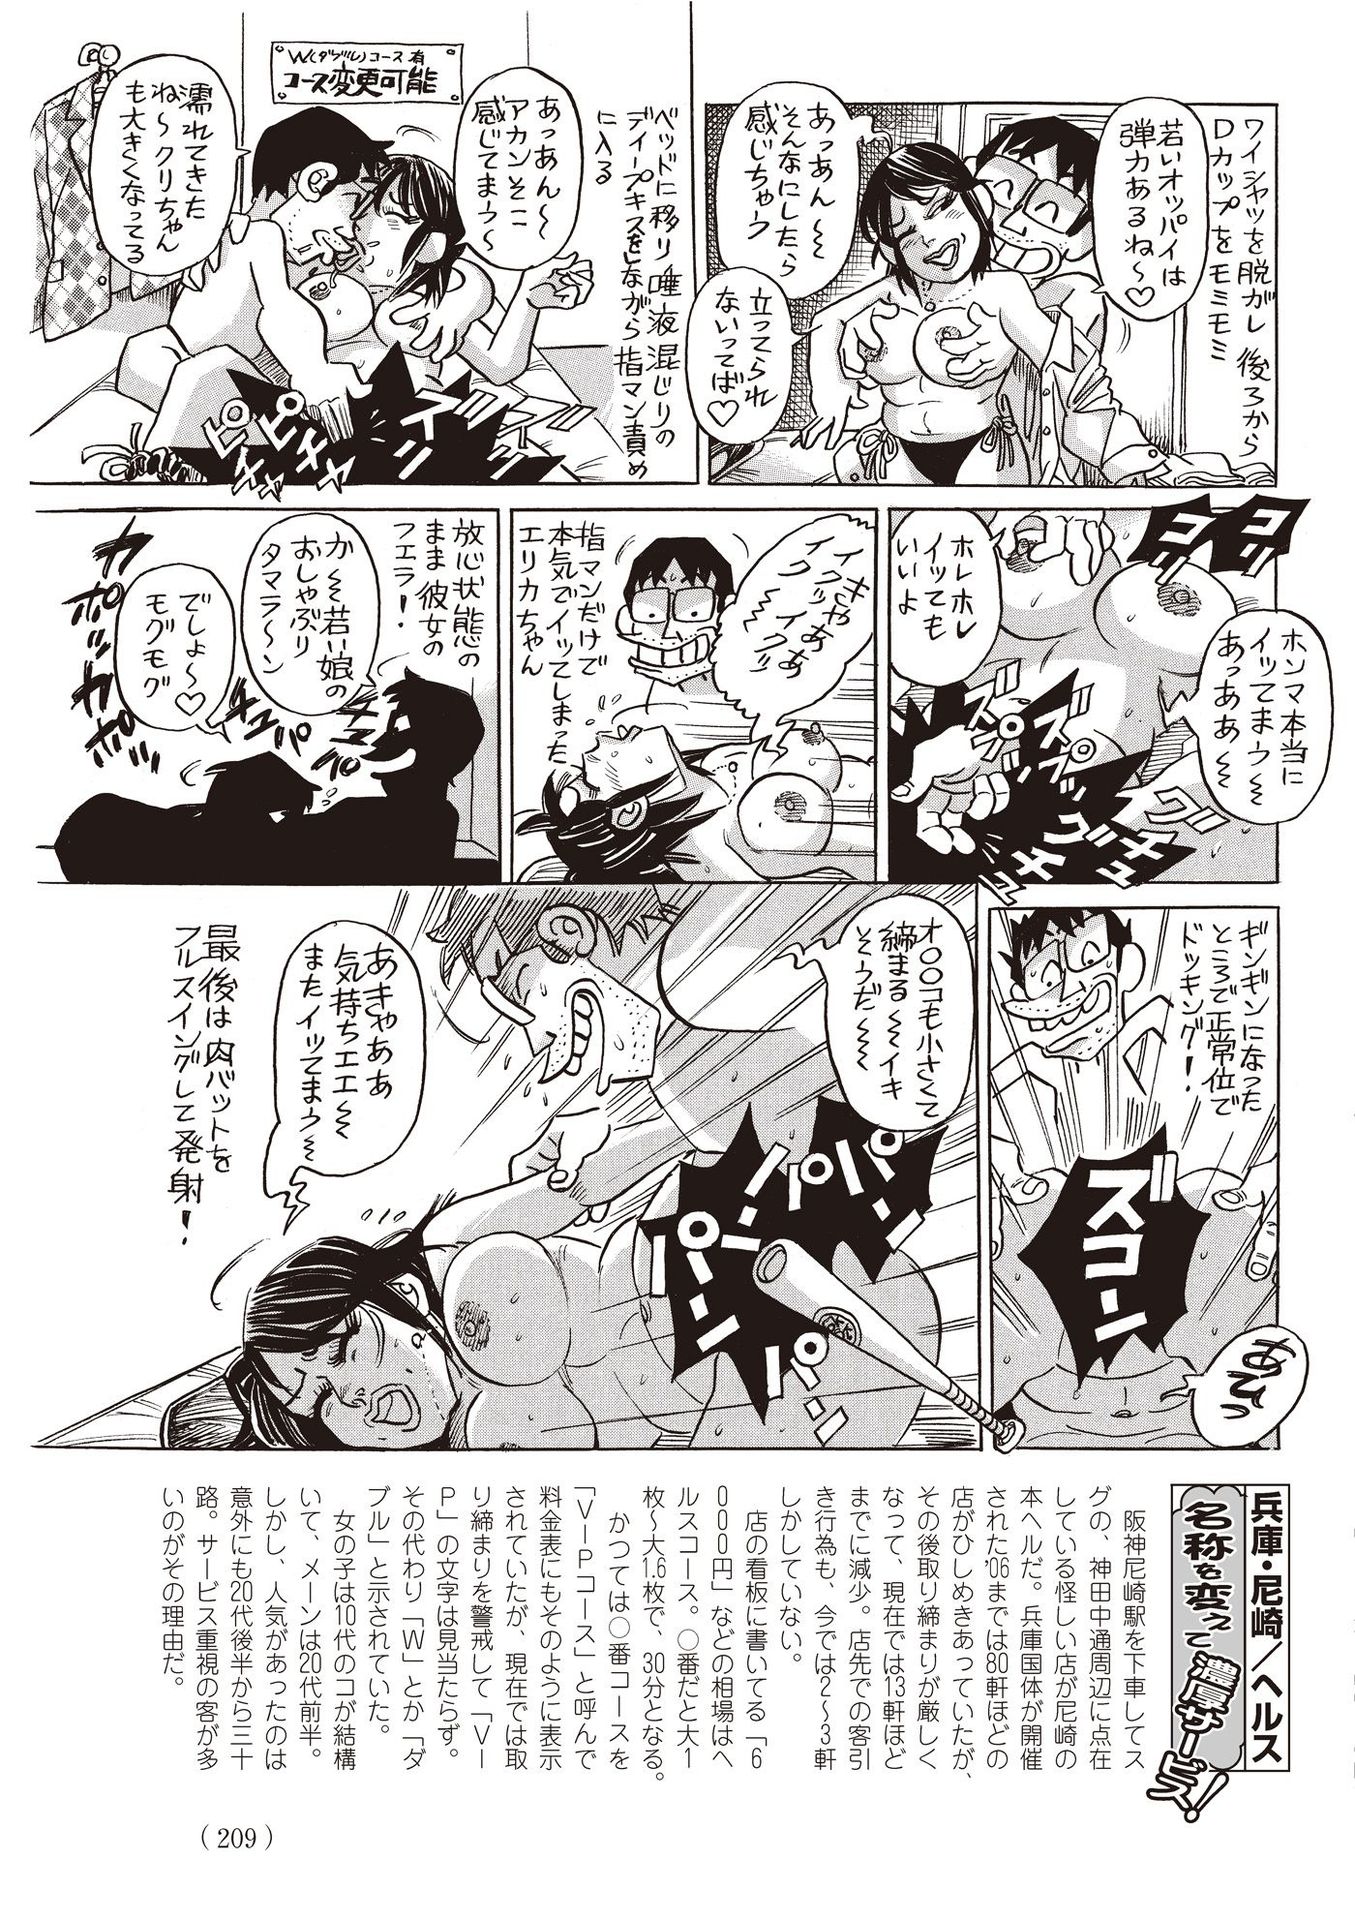 ワイシャツを脱がし 後ろから
Dカップをモミモミ
若いオッパイは
弾力あるね〜♡
あっあん〜
そんなにしたら
感じちゃう
立ってられ
ないってば♡
W(ダブル)コース有
コース変更可能
ベッドに移り 唾液混じりの
ディープキスをしながら指マン責め
に入る
あっあん〜
アカンそこ
感じてまう〜
濡れてきた
ね〜クリちゃん
も大きくなってる
ピチャ
ピチャ
コリッ
コリッ
ホンマ本当に
イッてまう〜
あっああ〜
ホレホレ
イッても
いいよ
きゃああ
イクッイクッ
イク〜
指マンだけで
本気でイッてしまった
エリカちゃん
放心状態の
まま彼女の
フェラ!
か〜若い娘の
おしゃぶり
タマラ〜ン
でしょ〜♡
モグモグ
ギンギンになった
ところで正常位で
ドッキング!
ズコン
あひっ
オ○○コも小さくて
締まる〜イキ
そうだ〜
パン
パン
パン
あきゃああ
気持ちエエ〜
またイッてまう〜
最後は肉バットを
フルスイングして発射!
兵庫・尼崎/ヘルス
名称を変えて
濃厚サービス!
阪神尼崎駅を下車してス
グの、神田中通周辺に点在
している怪しい店が尼崎の
本ヘルだ。兵庫国体が開催
された'06までは80軒ほどの
店がひしめきあっていたが、
その後取り締まりが厳しく
なって、現在では13軒ほど
までに減少。店先での客引
き行為も、今では2〜3軒
しかしていない。
店の看板に書いてる「6
000円」などの相場はヘ
ルスコース。○番だと大1
枚〜大1.6枚で、30分となる。
かつては○番コースを
「VIPコース」と呼んで
料金表にもそのように表示
されていたが、現在では取
り締まりを警戒して「VI
P」の文字は見当たらず。
その代わり「W」とか「ダ
ブル」と示されていた。
女の子は10代のコが結構
いて、メーンは20代前半。
しかし、人気があったのは
意外にも20代後半から三十
路。サービス重視の客が多
いのがその理由だ。
(209)